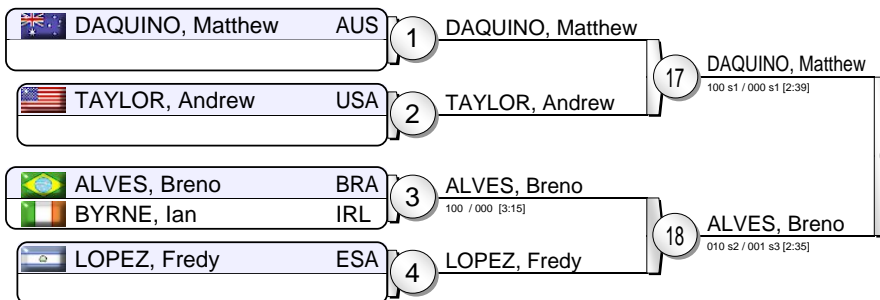 DAQUINO, Matthew AUS
1
DAQUINO, Matthew
17
DAQUINO, Matthew
100 s1 / 000 s1 [2:39]
TAYLOR, Andrew USA
2
TAYLOR, Andrew
ALVES, Breno BRA
BYRNE, Ian IRL
3
ALVES, Breno
100 / 000 [3:15]
18
ALVES, Breno
010 s2 / 001 s3 [2:35]
LOPEZ, Fredy ESA
4
LOPEZ, Fredy